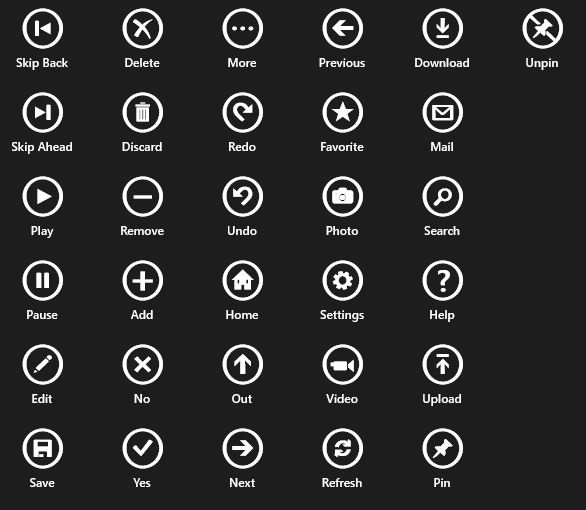 Skip Back
Delete
More
Previous
Download
Unpin
Skip Ahead
Discard
Redo
Favorite
Mail
Play
Remove
Undo
Photo
Search
Pause
Add
Home
Settings
Help
Edit
No
Out
Video
Upload
Save
Yes
Next
Refresh
Pin